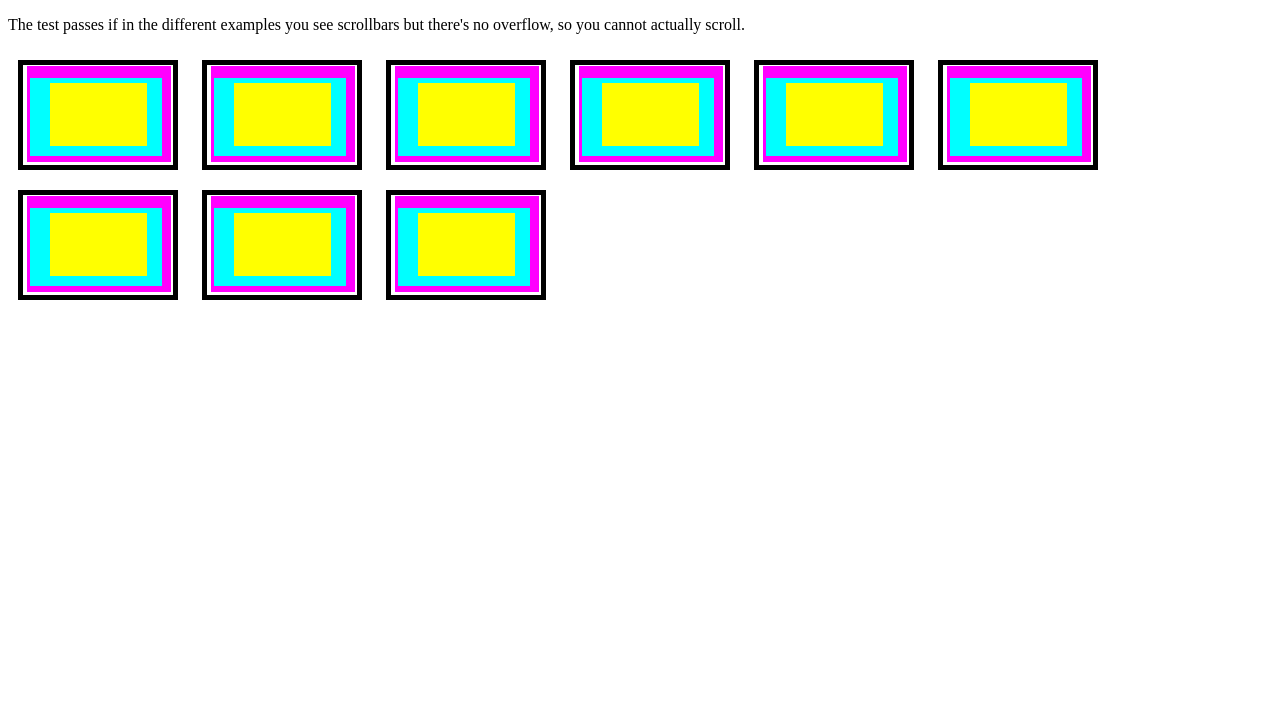 The test passes if in the different examples you see scrollbars but there's no overflow, so you cannot actually scroll.